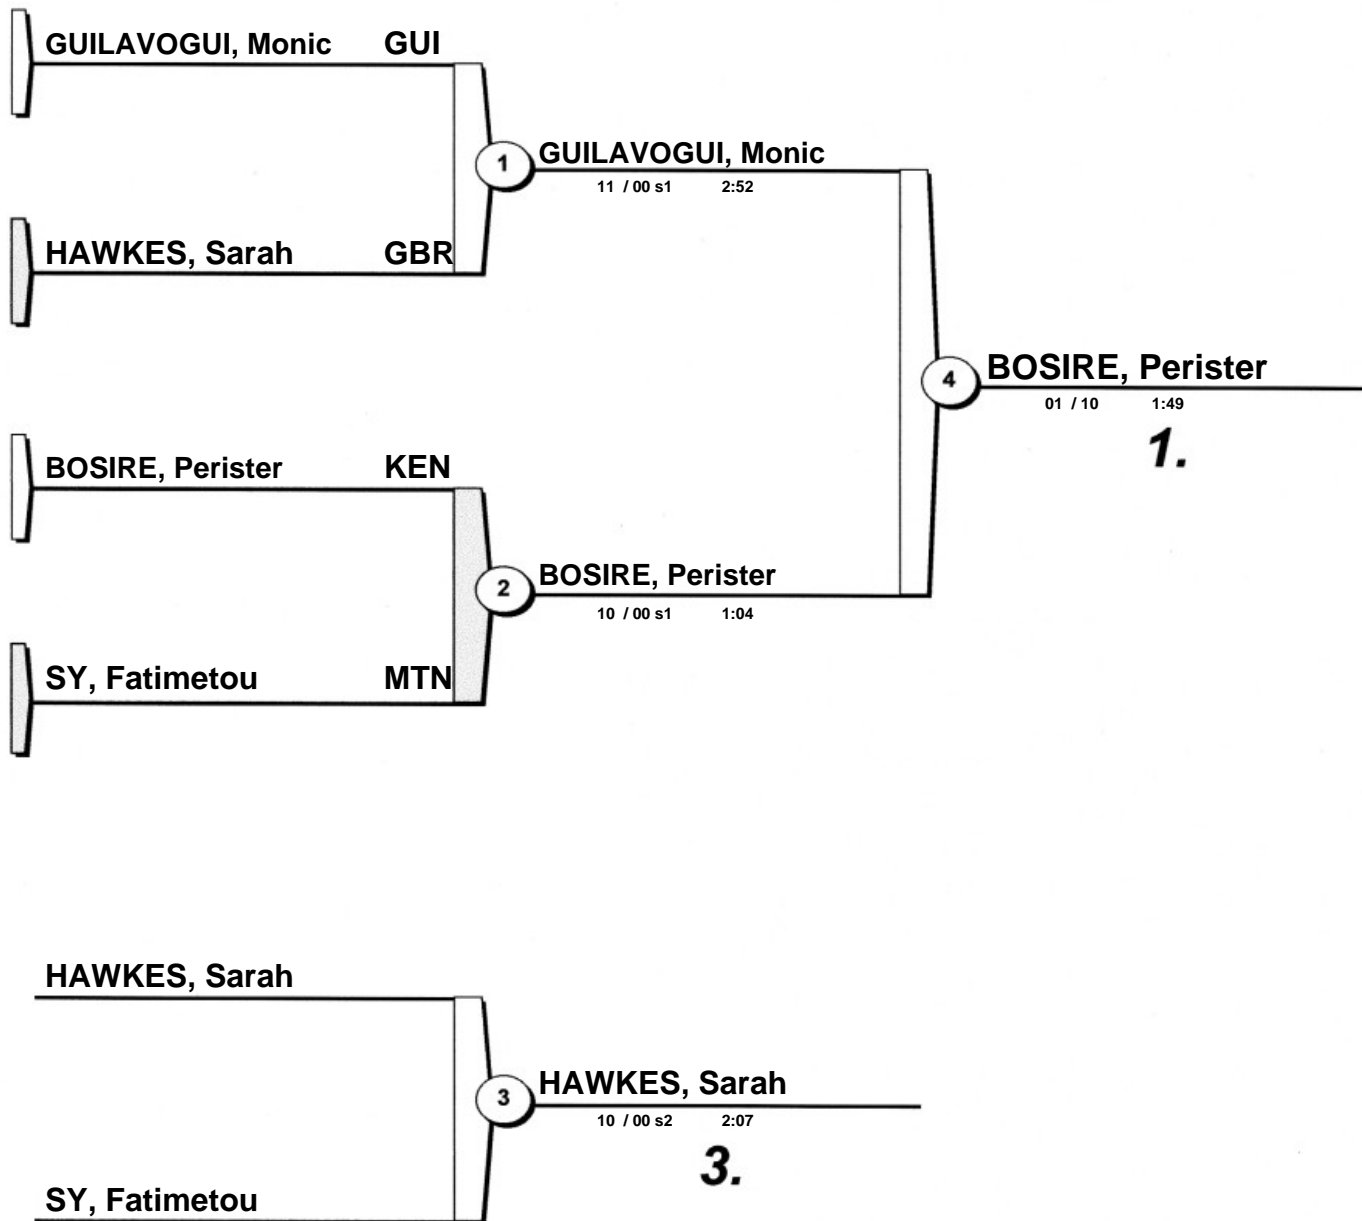 GUILAVOGUI, Monic GUI
1 GUILAVOGUI, Monic
11 / 00 s1 2:52
HAWKES, Sarah GBR
4 BOSIRE, Perister
01 / 10 1:49
1.
BOSIRE, Perister KEN
2 BOSIRE, Perister
10 / 00 s1 1:04
SY, Fatimetou MTN
HAWKES, Sarah
3 HAWKES, Sarah
10 / 00 s2 2:07
3.
SY, Fatimetou